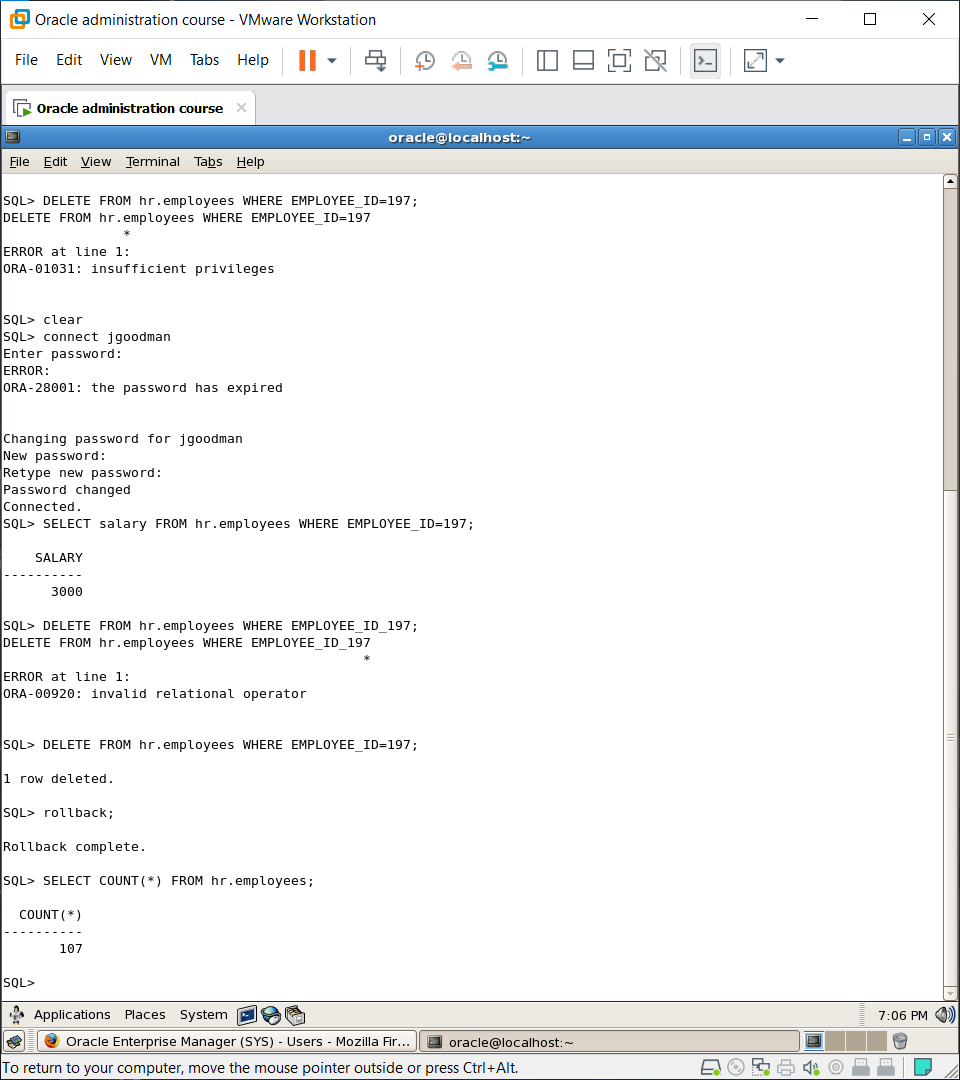 Oracle administration course - VMware Workstation
File Edit View VM Tabs Help
Oracle administration course
oracle@localhost:~
File Edit View Terminal Tabs Help
SQL> DELETE FROM hr.employees WHERE EMPLOYEE_ID=197;
DELETE FROM hr.employees WHERE EMPLOYEE_ID=197
*
ERROR at line 1:
ORA-01031: insufficient privileges
SQL> clear
SQL> connect jgoodman
Enter password:
ERROR:
ORA-28001: the password has expired
Changing password for jgoodman
New password:
Retype new password:
Password changed
Connected.
SQL> SELECT salary FROM hr.employees WHERE EMPLOYEE_ID=197;
SALARY
----------
3000
SQL> DELETE FROM hr.employees WHERE EMPLOYEE_ID_197;
DELETE FROM hr.employees WHERE EMPLOYEE_ID_197
*
ERROR at line 1:
ORA-00920: invalid relational operator
SQL> DELETE FROM hr.employees WHERE EMPLOYEE_ID=197;
1 row deleted.
SQL> rollback;
Rollback complete.
SQL> SELECT COUNT(*) FROM hr.employees;
COUNT(*)
----------
107
SQL>
Applications Places System 7:06 PM
Oracle Enterprise Manager (SYS) - Users - Mozilla Fir... oracle@localhost:~
To return to your computer, move the mouse pointer outside or press Ctrl+Alt.